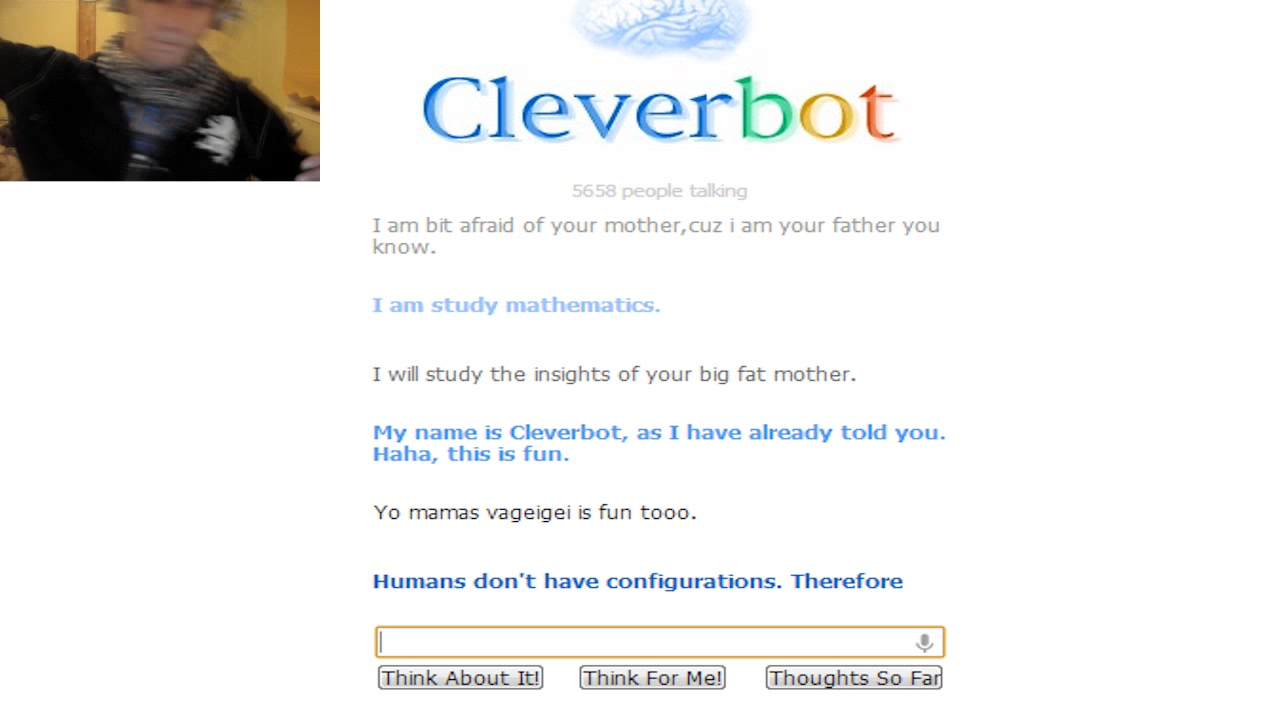 Cleverbot
5658 people talking
I am bit afraid of your mother,cuz i am your father you
know.
I am study mathematics.
I will study the insights of your big fat mother.
My name is Cleverbot, as I have already told you.
Haha, this is fun.
Yo mamas vageigei is fun tooo.
Humans don't have configurations. Therefore
Think About It! Think For Me! Thoughts So Far